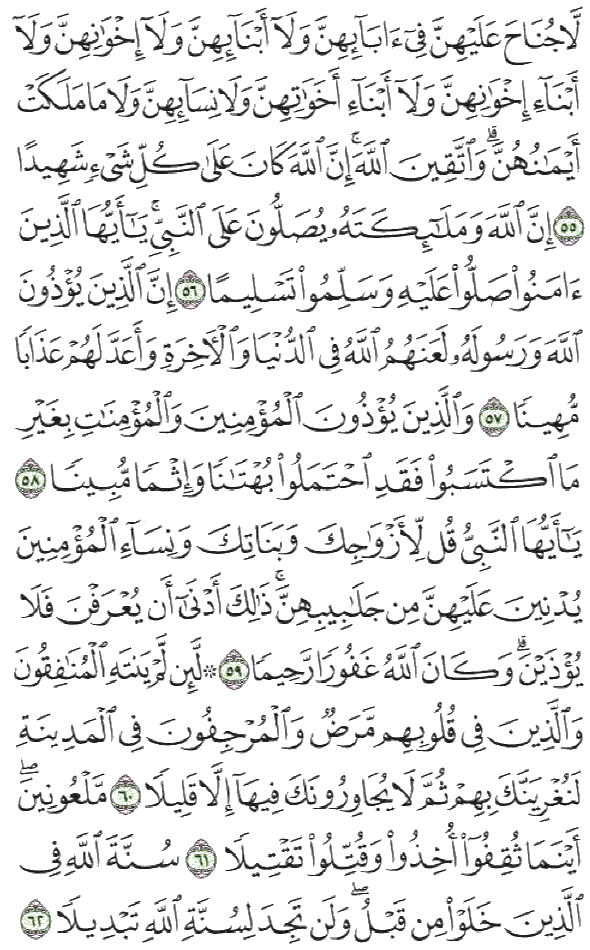 لَّا جُنَاحَ عَلَيْهِنَّ فِىٓ ءَابَآئِهِنَّ وَلَآ أَبْنَآئِهِنَّ وَلَآ إِخْوَٰنِهِنَّ وَلَآ
أَبْنَآءِ إِخْوَٰنِهِنَّ وَلَآ أَبْنَآءِ أَخَوَٰتِهِنَّ وَلَا نِسَآئِهِنَّ وَلَا مَا مَلَكَتْ
أَيْمَٰنُهُنَّ ۗ وَٱتَّقِينَ ٱللَّهَ ۚ إِنَّ ٱللَّهَ كَانَ عَلَىٰ كُلِّ شَىْءٍ شَهِيدًا
٥٥ إِنَّ ٱللَّهَ وَمَلَٰٓئِكَتَهُۥ يُصَلُّونَ عَلَى ٱلنَّبِىِّ ۚ يَٰٓأَيُّهَا ٱلَّذِينَ
ءَامَنُوا۟ صَلُّوا۟ عَلَيْهِ وَسَلِّمُوا۟ تَسْلِيمًا ٥٦ إِنَّ ٱلَّذِينَ يُؤْذُونَ
ٱللَّهَ وَرَسُولَهُۥ لَعَنَهُمُ ٱللَّهُ فِى ٱلدُّنْيَا وَٱلْءَاخِرَةِ وَأَعَدَّ لَهُمْ عَذَابًا
مُّهِينًا ٥٧ وَٱلَّذِينَ يُؤْذُونَ ٱلْمُؤْمِنِينَ وَٱلْمُؤْمِنَٰتِ بِغَيْرِ
مَا ٱكْتَسَبُوا۟ فَقَدِ ٱحْتَمَلُوا۟ بُهْتَٰنًا وَإِثْمًا مُّبِينًا ٥٨
يَٰٓأَيُّهَا ٱلنَّبِىُّ قُل لِّأَزْوَٰجِكَ وَبَنَاتِكَ وَنِسَآءِ ٱلْمُؤْمِنِينَ
يُدْنِينَ عَلَيْهِنَّ مِن جَلَٰبِيبِهِنَّ ۚ ذَٰلِكَ أَدْنَىٰٓ أَن يُعْرَفْنَ فَلَا
يُؤْذَيْنَ ۗ وَكَانَ ٱللَّهُ غَفُورًا رَّحِيمًا ٥٩ ۞ لَّئِن لَّمْ يَنتَهِ ٱلْمُنَٰفِقُونَ
وَٱلَّذِينَ فِى قُلُوبِهِم مَّرَضٌ وَٱلْمُرْجِفُونَ فِى ٱلْمَدِينَةِ
لَنُغْرِيَنَّكَ بِهِمْ ثُمَّ لَا يُجَاوِرُونَكَ فِيهَآ إِلَّا قَلِيلًا ٦٠ مَّلْعُونِينَ ۖ
أَيْنَمَا ثُقِفُوٓا۟ أُخِذُوا۟ وَقُتِّلُوا۟ تَقْتِيلًا ٦١ سُنَّةَ ٱللَّهِ فِى
ٱلَّذِينَ خَلَوْا۟ مِن قَبْلُ ۖ وَلَن تَجِدَ لِسُنَّةِ ٱللَّهِ تَبْدِيلًا ٦٢